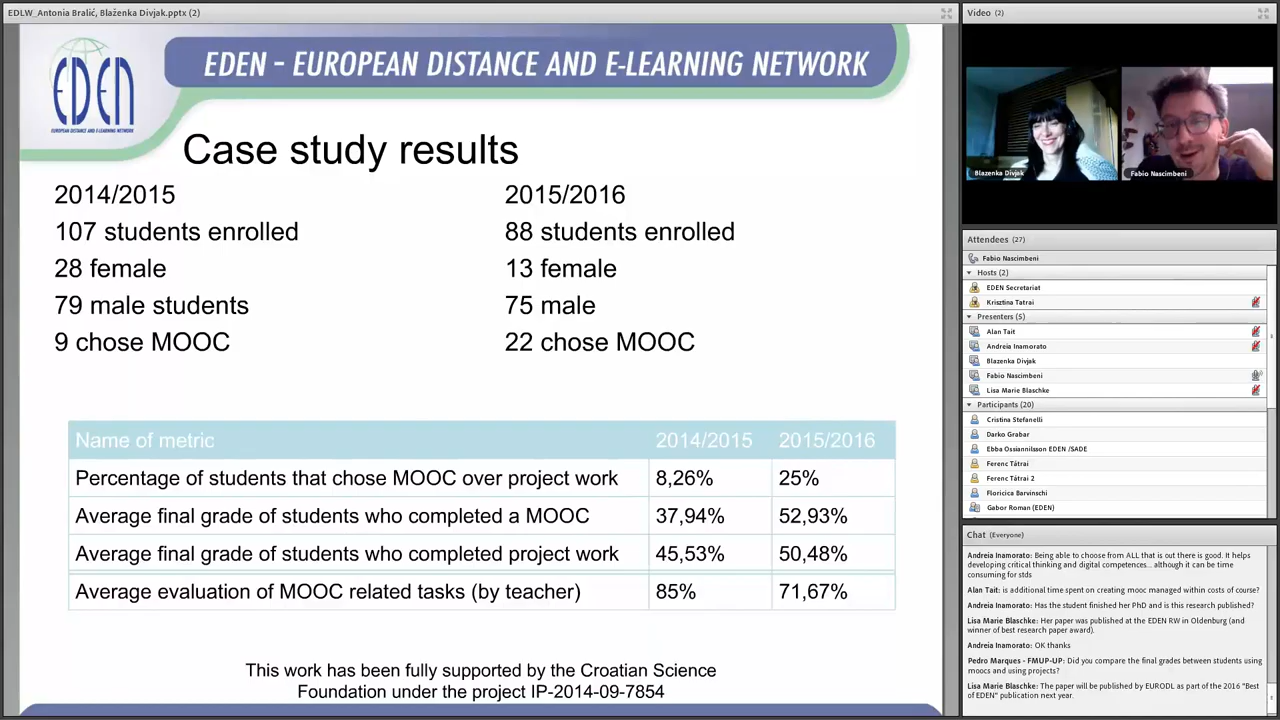 EDLW_Antonia Bralić, Blaženka Divjak.pptx (2)
EDEN
EUROPEAN DISTANCE AND E-LEARNING NETWORK
EDEN – EUROPEAN DISTANCE AND E-LEARNING NETWORK
Case study results
2014/2015
107 students enrolled
28 female
79 male students
9 chose MOOC
2015/2016
88 students enrolled
13 female
75 male
22 chose MOOC
Name of metric 2014/2015 2015/2016
Percentage of students that chose MOOC over project work 8,26% 25%
Average final grade of students who completed a MOOC 37,94% 52,93%
Average final grade of students who completed project work 45,53% 50,48%
Average evaluation of MOOC related tasks (by teacher) 85% 71,67%
This work has been fully supported by the Croatian Science
Foundation under the project IP-2014-09-7854
Video (2)
Blazenka Divjak
Fabio Nascimbeni
Attendees (27)
Fabio Nascimbeni
Hosts (2)
EDEN Secretariat
Krisztina Tatrai
Presenters (5)
Alan Tait
Andreia Inamorato
Blazenka Divjak
Fabio Nascimbeni
Lisa Marie Blaschke
Participants (20)
Cristina Stefanelli
Darko Grabar
Ebba Ossiannilsson EDEN /SADE
Ferenc Tátrai
Ferenc Tátrai 2
Floricica Barvinschi
Gabor Roman (EDEN)
Chat (Everyone)
Andreia Inamorato: Being able to choose from ALL that is out there is good. It helps
developing critical thinking and digital competences... although it can be time
consuming for stds
Alan Tait: is additional time spent on creating mooc managed within costs of course?
Andreia Inamorato: Has the student finished her PhD and is this research published?
Lisa Marie Blaschke: Her paper was published at the EDEN RW in Oldenburg (and
winner of best research paper award).
Andreia Inamorato: OK thanks
Pedro Marques - FMUP-UP: Did you compare the final grades between students using
moocs and using projects?
Lisa Marie Blaschke: The paper will be published by EURODL as part of the 2016 "Best
of EDEN" publication next year.